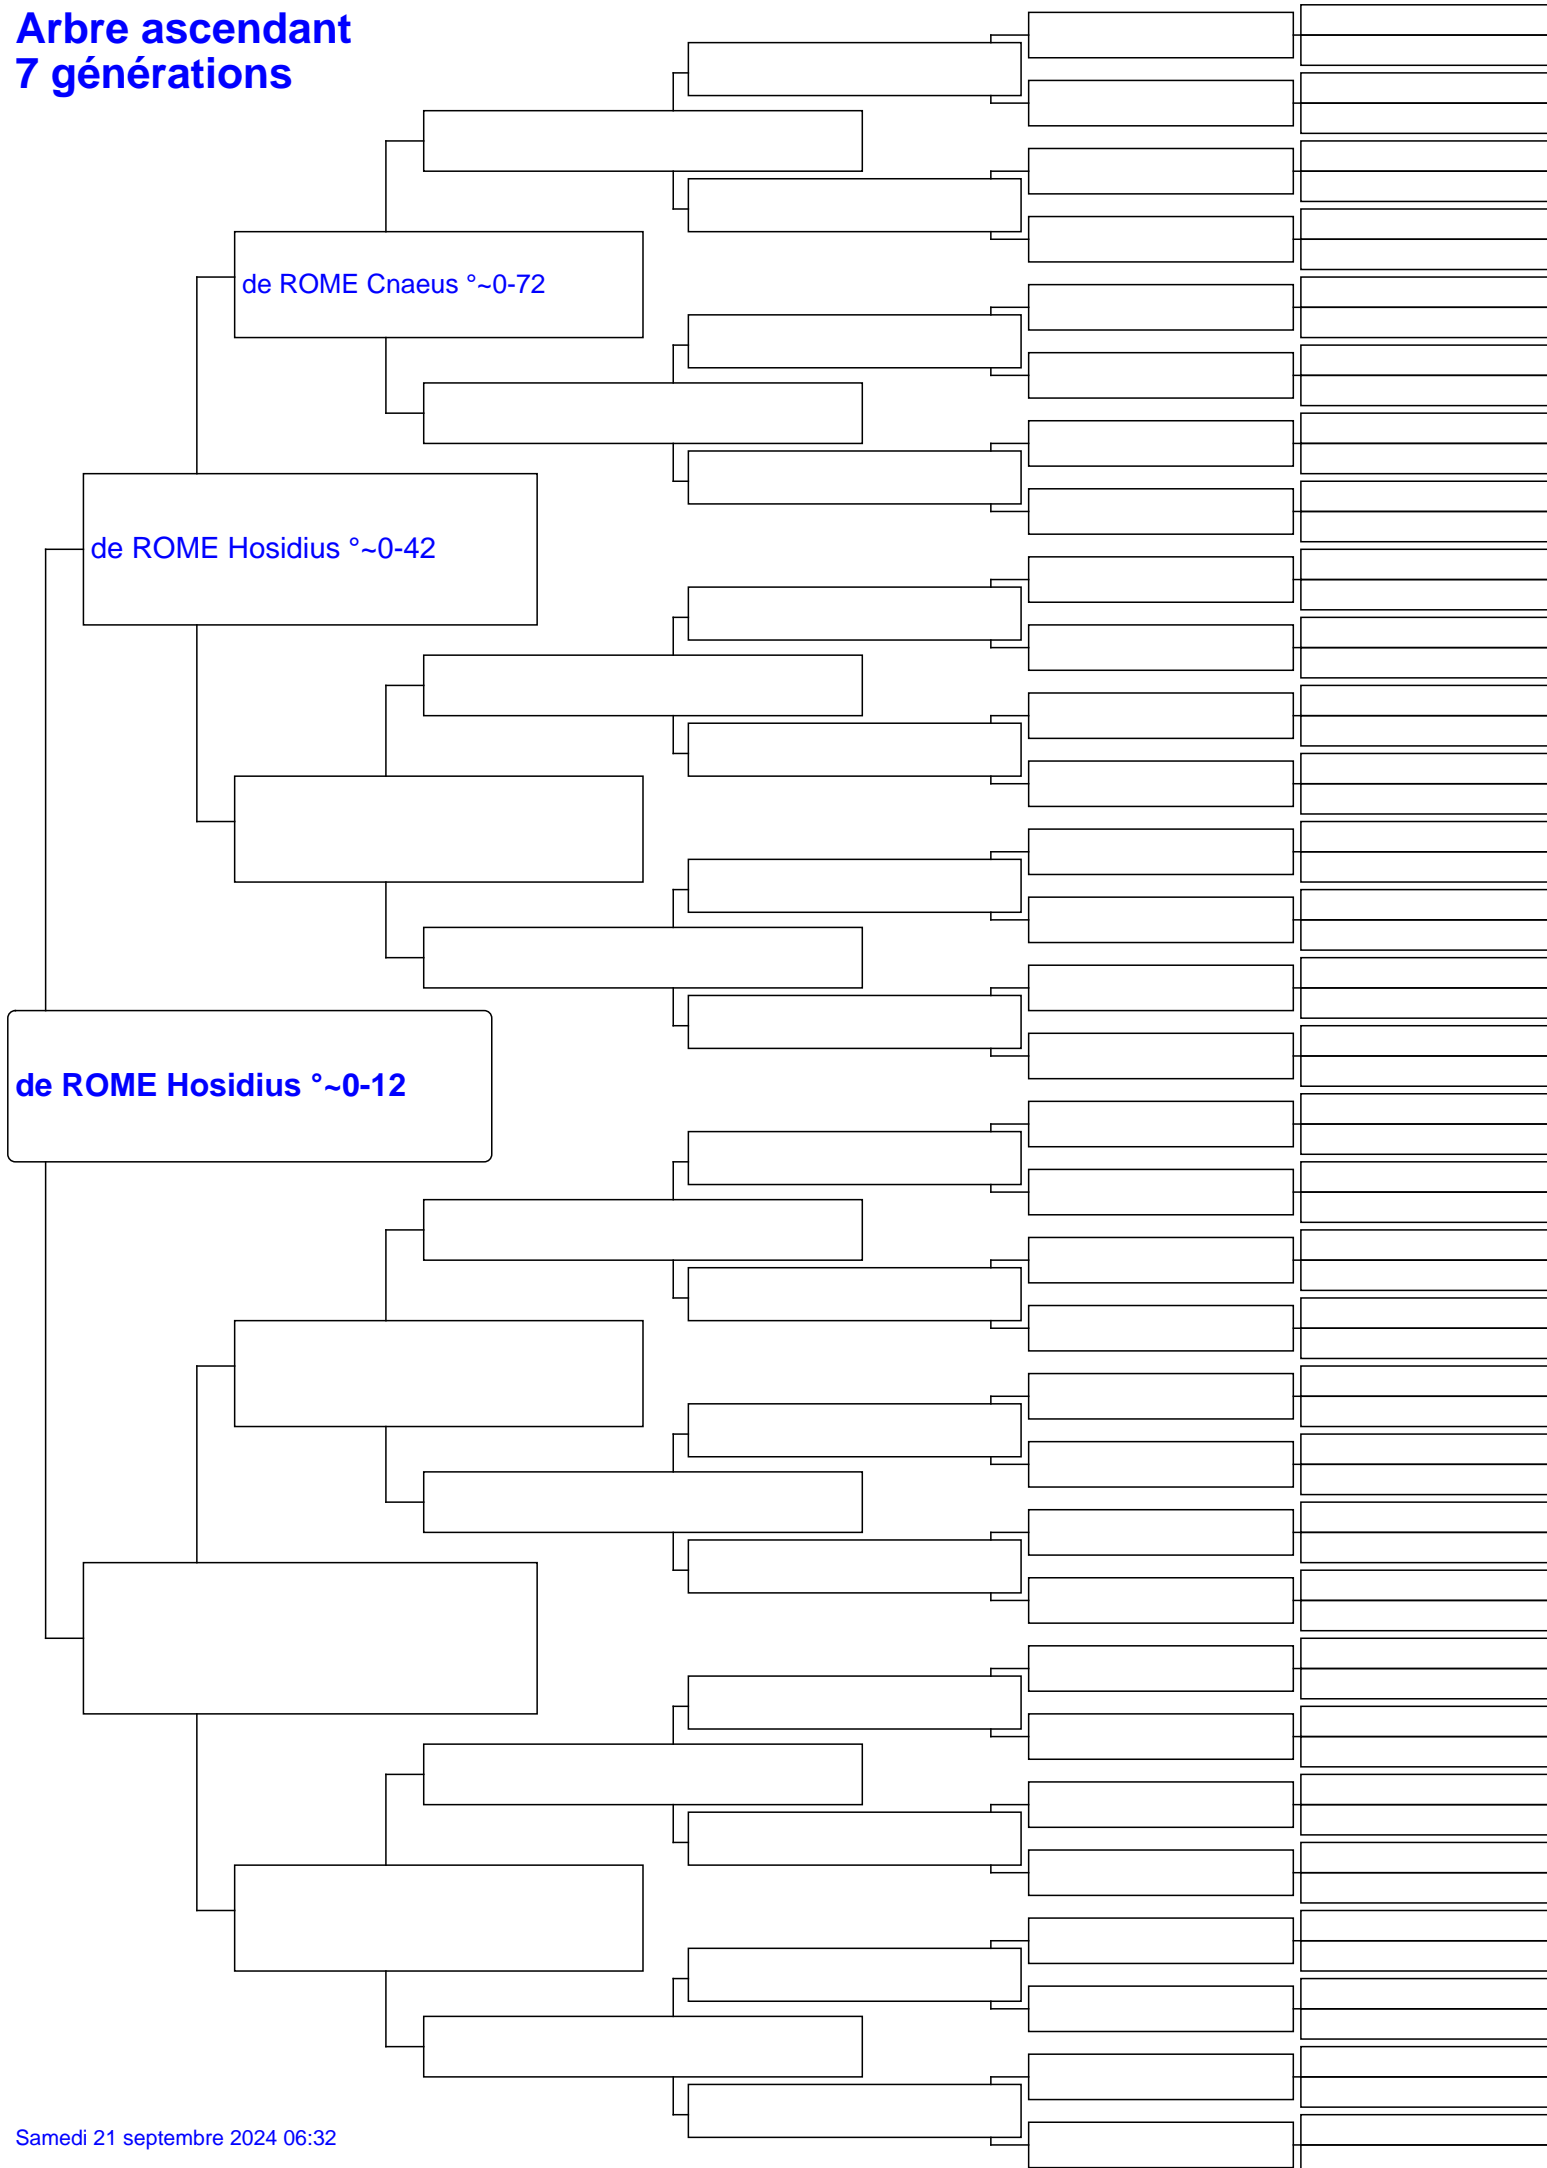 Arbre ascendant
7 générations
de ROME Cnaeus °~0-72
de ROME Hosidius °~0-42
de ROME Hosidius °~0-12
Samedi 21 septembre 2024 06:32